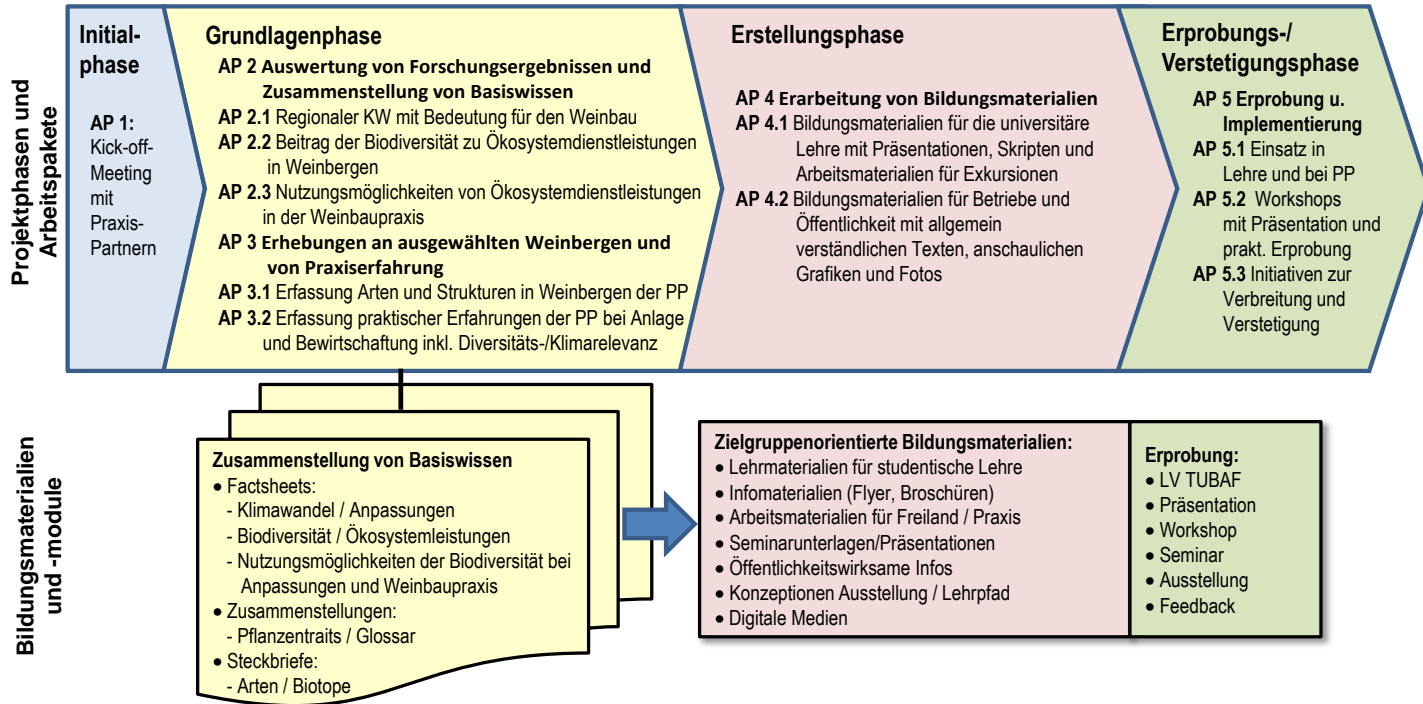 Projektphasen und
Arbeitspakete
Initial-
phase
AP 1:
Kick-off-
Meeting
mit
Praxis-
Partnern
Grundlagenphase
AP 2 Auswertung von Forschungsergebnissen und
Zusammenstellung von Basiswissen
AP 2.1 Regionaler KW mit Bedeutung für den Weinbau
AP 2.2 Beitrag der Biodiversität zu Ökosystemdienstleistungen
in Weinbergen
AP 2.3 Nutzungsmöglichkeiten von Ökosystemdienstleistungen
in der Weinbaupraxis
AP 3 Erhebungen an ausgewählten Weinbergen und
von Praxiserfahrung
AP 3.1 Erfassung Arten und Strukturen in Weinbergen der PP
AP 3.2 Erfassung praktischer Erfahrungen der PP bei Anlage
und Bewirtschaftung inkl. Diversitäts-/Klimarelevanz
Erstellungsphase
AP 4 Erarbeitung von Bildungsmaterialien
AP 4.1 Bildungsmaterialien für die universitäre
Lehre mit Präsentationen, Skripten und
Arbeitsmaterialien für Exkursionen
AP 4.2 Bildungsmaterialien für Betriebe und
Öffentlichkeit mit allgemein
verständlichen Texten, anschaulichen
Grafiken und Fotos
Erprobungs-/
Verstetigungsphase
AP 5 Erprobung u.
Implementierung
AP 5.1 Einsatz in
Lehre und bei PP
AP 5.2 Workshops
mit Präsentation und
prakt. Erprobung
AP 5.3 Initiativen zur
Verbreitung und
Verstetigung
Bildungsmaterialien
und -module
Zusammenstellung von Basiswissen
• Factsheets:
- Klimawandel / Anpassungen
- Biodiversität / Ökosystemleistungen
- Nutzungsmöglichkeiten der Biodiversität bei
Anpassungen und Weinbaupraxis
• Zusammenstellungen:
- Pflanzentraits / Glossar
• Steckbriefe:
- Arten / Biotope
Zielgruppenorientierte Bildungsmaterialien:
• Lehrmaterialien für studentische Lehre
• Infomaterialien (Flyer, Broschüren)
• Arbeitsmaterialien für Freiland / Praxis
• Seminarunterlagen/Präsentationen
• Öffentlichkeitswirksame Infos
• Konzeptionen Ausstellung / Lehrpfad
• Digitale Medien
Erprobung:
• LV TUBAF
• Präsentation
• Workshop
• Seminar
• Ausstellung
• Feedback